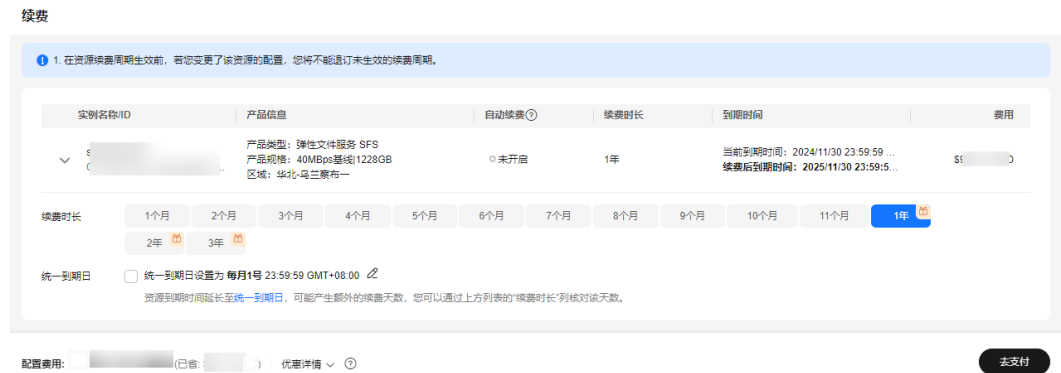 续费
1. 在资源续费周期生效前，若您变更了该资源的配置，您将不能退订未生效的续费周期。
实例名称/ID 产品信息 自动续费 续费时长 到期时间 费用
产品类型：弹性文件服务 SFS
产品规格：40MBps基线|1228GB
区域：华北-乌兰察布一
未开启
1年
当前到期时间：2024/11/30 23:59:59 ...
续费后到期时间：2025/11/30 23:59:5...
续费时长 1个月 2个月 3个月 4个月 5个月 6个月 7个月 8个月 9个月 10个月 11个月 1年
2年 3年
统一到期日 统一到期日设置为 每月1号 23:59:59 GMT+08:00
资源到期时间延长至统一到期日，可能产生额外的续费天数，您可以通过上方列表的“续费时长”列核对该天数。
配置费用: (已省: ) 优惠详情
去支付